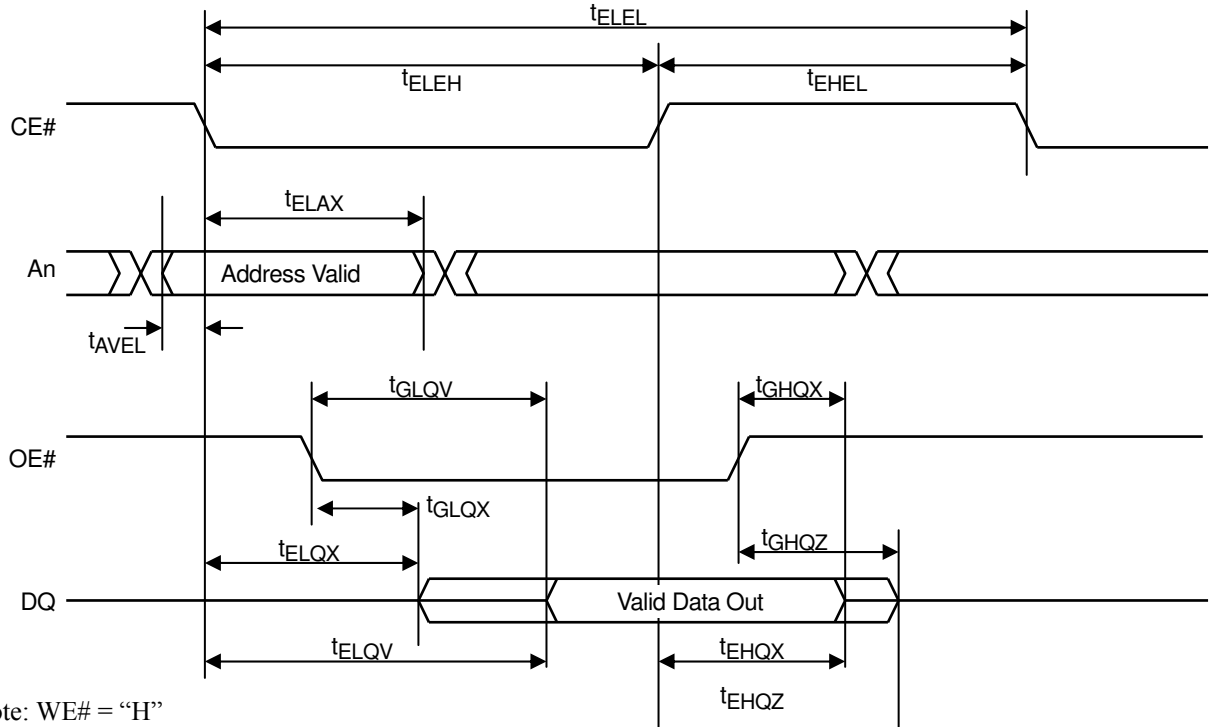 tELEL
tELEH tEHEL
CE#
tELAX
An Address Valid
tAVEL
tGLQV tGHQX
OE#
tGLQX
tELQX tGHQZ
DQ Valid Data Out
tELQV tEHQX
tEHQZ
ote: WE# = “H”